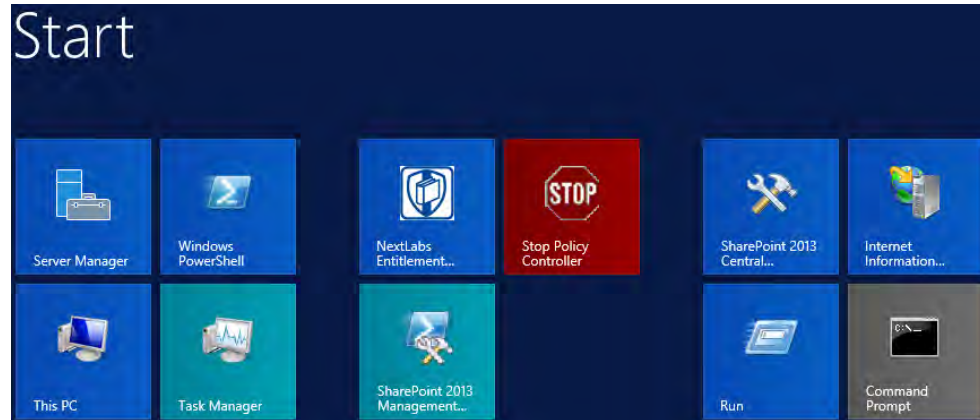 Start
Server Manager
Windows
PowerShell
NextLabs
Entitlement...
STOP
Stop Policy
Controller
SharePoint 2013
Central...
Internet
Information...
This PC
Task Manager
SharePoint 2013
Management...
Run
C:\_
Command
Prompt